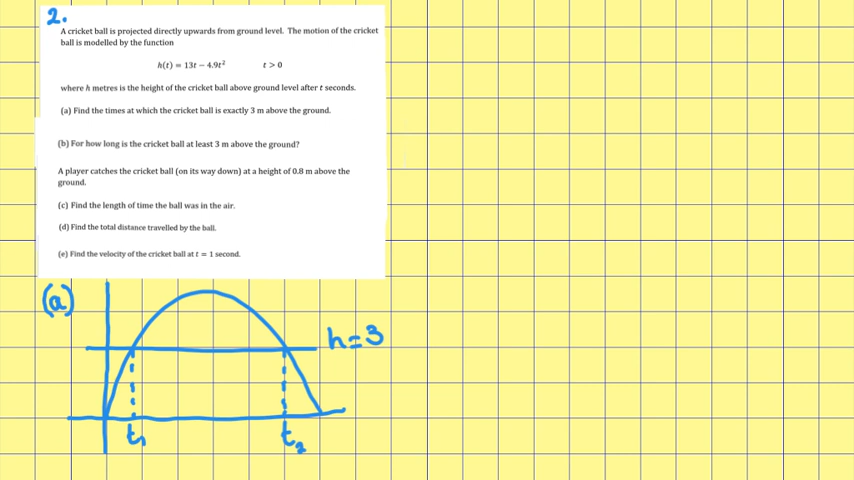 2.
A cricket ball is projected directly upwards from ground level. The motion of the cricket
ball is modelled by the function
h(t) = 13t − 4.9t² t > 0
where h metres is the height of the cricket ball above ground level after t seconds.
(a) Find the times at which the cricket ball is exactly 3 m above the ground.
(b) For how long is the cricket ball at least 3 m above the ground?
A player catches the cricket ball (on its way down) at a height of 0.8 m above the
ground.
(c) Find the length of time the ball was in the air.
(d) Find the total distance travelled by the ball.
(e) Find the velocity of the cricket ball at t = 1 second.
(a)
h=3
t₁ t₂